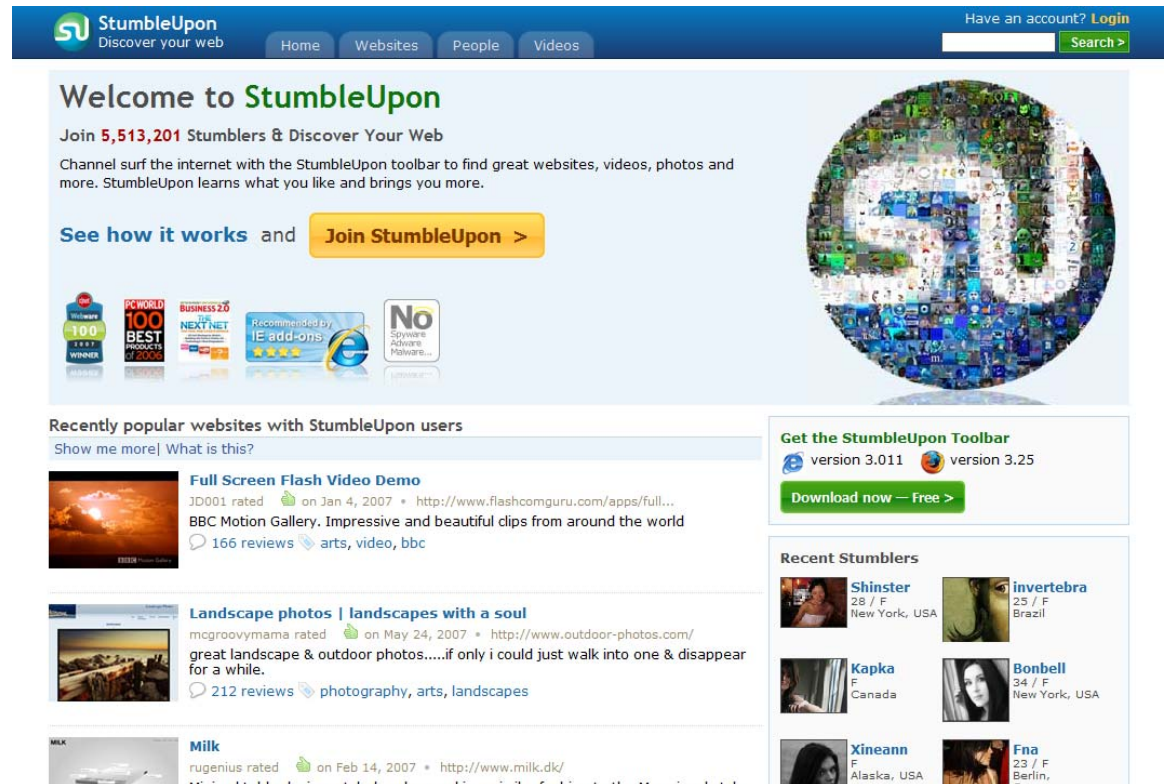 StumbleUpon
Discover your web
Home
Websites
People
Videos
Have an account? Login
Search >
Welcome to StumbleUpon
Join 5,513,201 Stumblers & Discover Your Web
Channel surf the internet with the StumbleUpon toolbar to find great websites, videos, photos and
more. StumbleUpon learns what you like and brings you more.
See how it works and Join StumbleUpon >
Webware
100
2007
WINNER
PC WORLD
100
BEST
PRODUCTS
of 2006
BUSINESS 2.0
THE
NEXT NET
Recommended by
IE add-ons
No
Spyware
Adware
Malware...
Recently popular websites with StumbleUpon users
Show me more| What is this?
Full Screen Flash Video Demo
JD001 rated on Jan 4, 2007 • http://www.flashcomguru.com/apps/full...
BBC Motion Gallery. Impressive and beautiful clips from around the world
166 reviews arts, video, bbc
Landscape photos | landscapes with a soul
mcgroovymama rated on May 24, 2007 • http://www.outdoor-photos.com/
great landscape & outdoor photos.....if only i could just walk into one & disappear
for a while.
212 reviews photography, arts, landscapes
MILK
Milk
rugenius rated on Feb 14, 2007 • http://www.milk.dk/
Get the StumbleUpon Toolbar
version 3.011 version 3.25
Download now — Free >
Recent Stumblers
Shinster
28 / F
New York, USA
invertebra
25 / F
Brazil
Kapka
F
Canada
Bonbell
34 / F
New York, USA
Xineann
F
Alaska, USA
Fna
23 / F
Berlin,